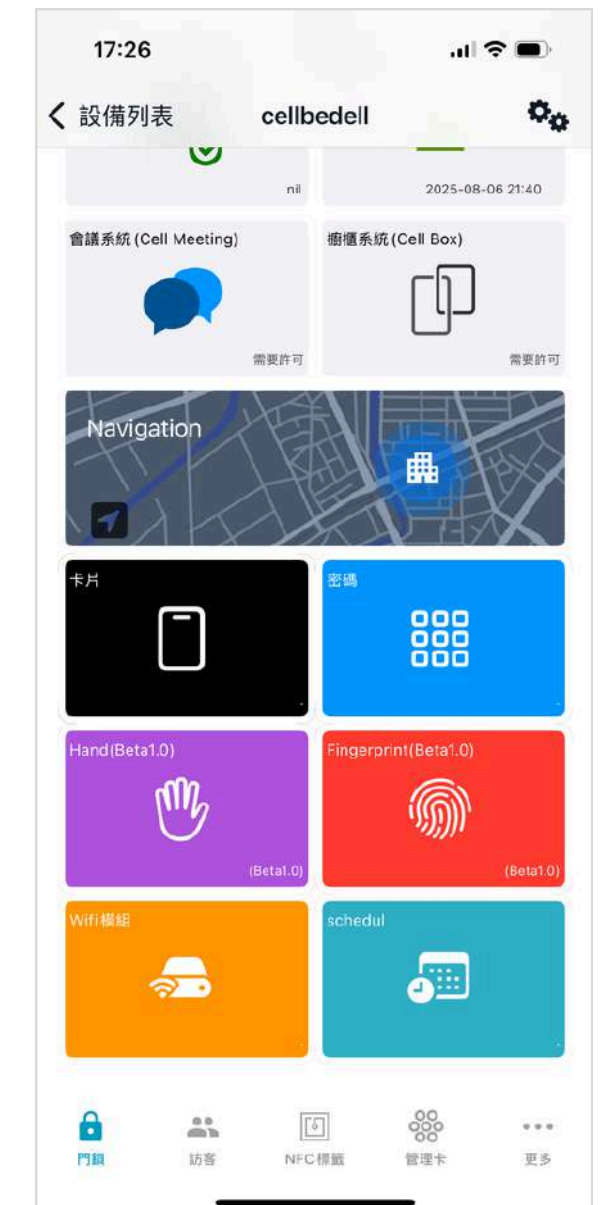 17:26
設備列表
cellbedell
nil
2025-08-06 21:40
會議系統 (Cell Meeting)
櫥櫃系統 (Cell Box)
需要許可
需要許可
Navigation
卡片
密碼
Hand(Beta1.0)
Fingerprint(Beta1.0)
(Beta1.0)
(Beta1.0)
Wifi模組
schedul
門鎖
訪客
NFC標籤
管理卡
更多